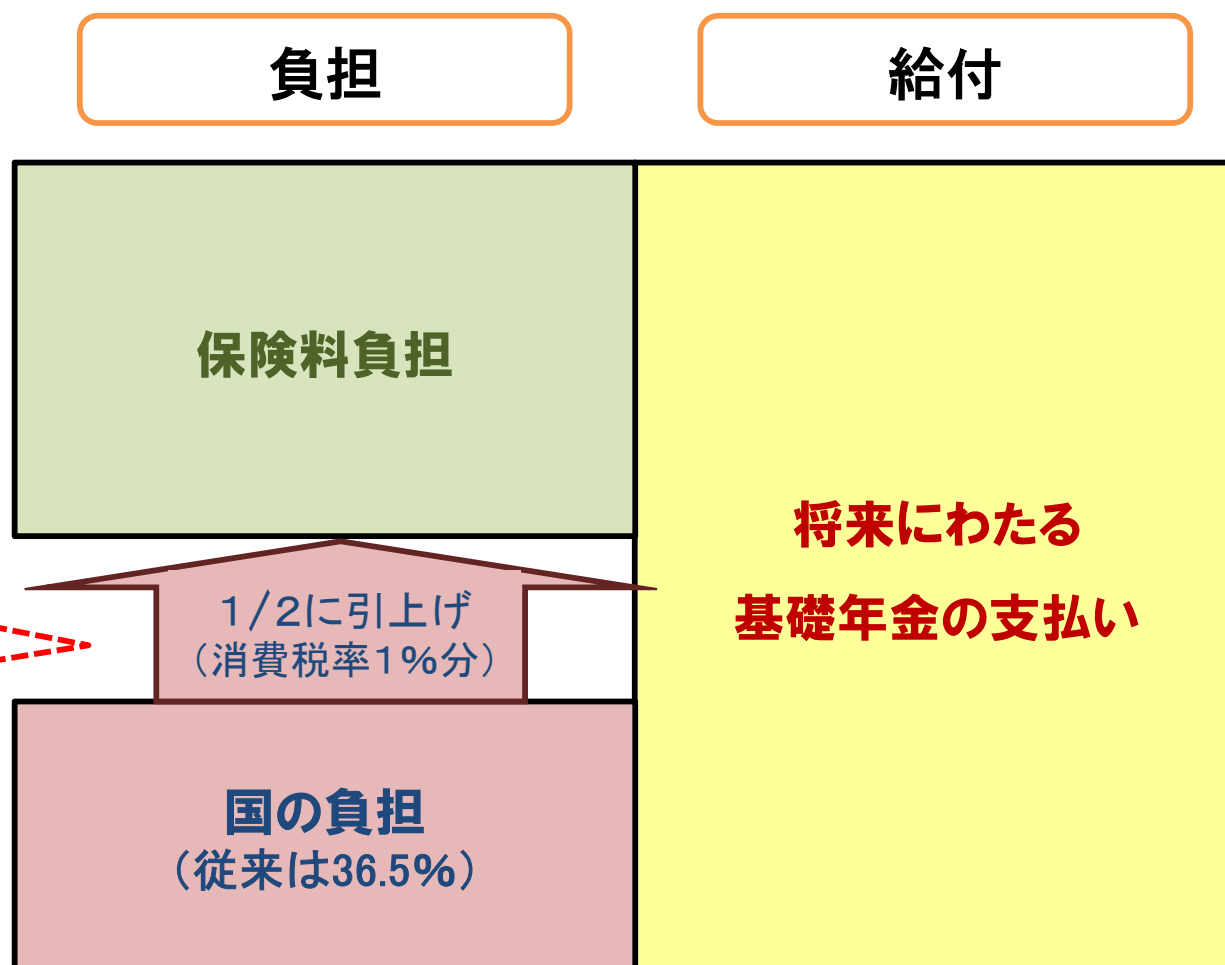 負担
給付
保険料負担
1/2に引上げ
（消費税率１％分）
国の負担
（従来は36.5%）
将来にわたる
基礎年金の支払い